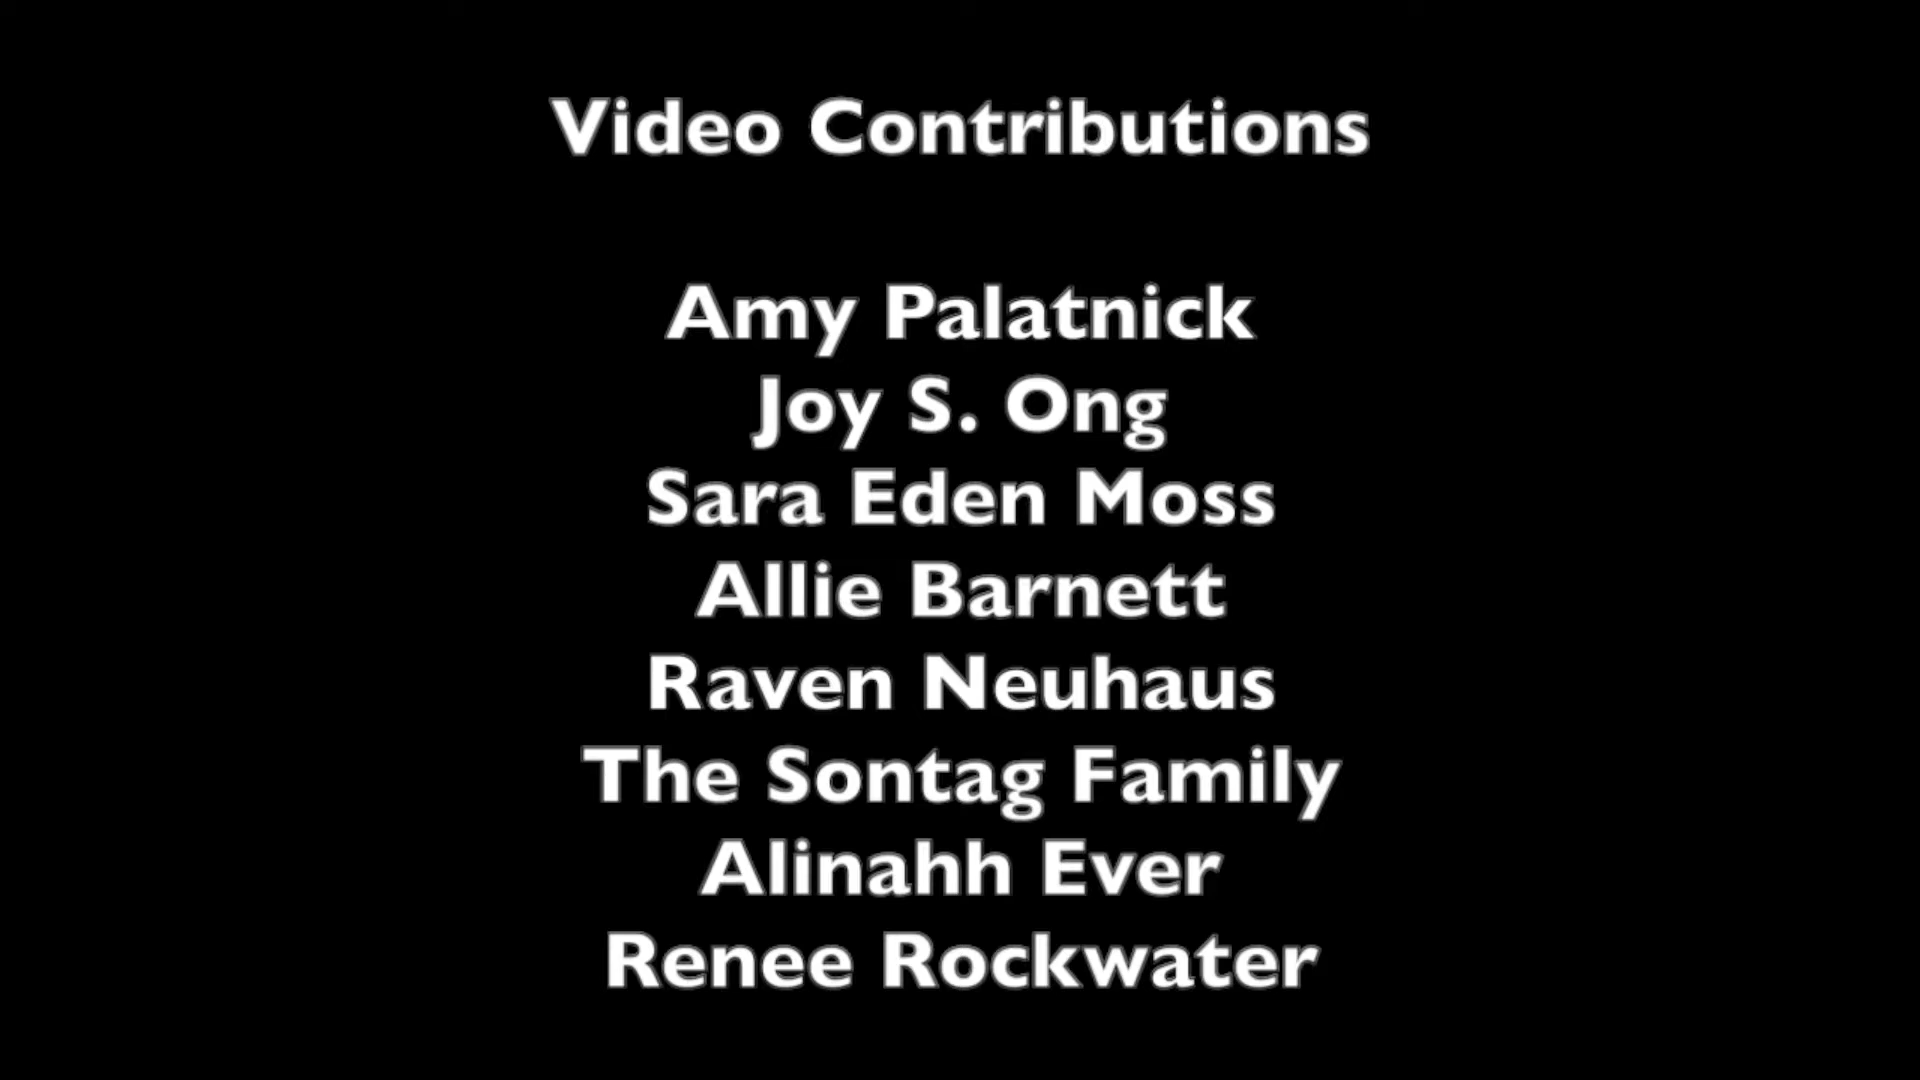 Video Contributions
Amy Palatnick
Joy S. Ong
Sara Eden Moss
Allie Barnett
Raven Neuhaus
The Sontag Family
Alinahh Ever
Renee Rockwater